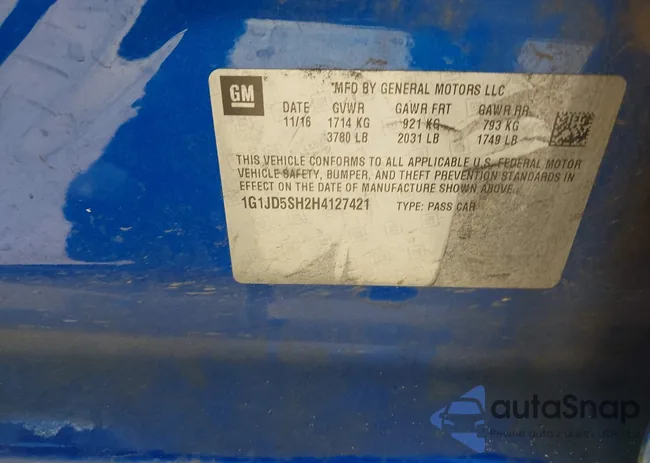 GM
MFD BY GENERAL MOTORS LLC
DATE GVWR GAWR FRT GAWR RR
11/16 1714 KG 921 KG 793 KG
3780 LB 2031 LB 1749 LB
THIS VEHICLE CONFORMS TO ALL APPLICABLE U.S. FEDERAL MOTOR
VEHICLE SAFETY, BUMPER, AND THEFT PREVENTION STANDARDS IN
EFFECT ON THE DATE OF MANUFACTURE SHOWN ABOVE.
1G1JD5SH2H4127421 TYPE: PASS CAR
autoSnap